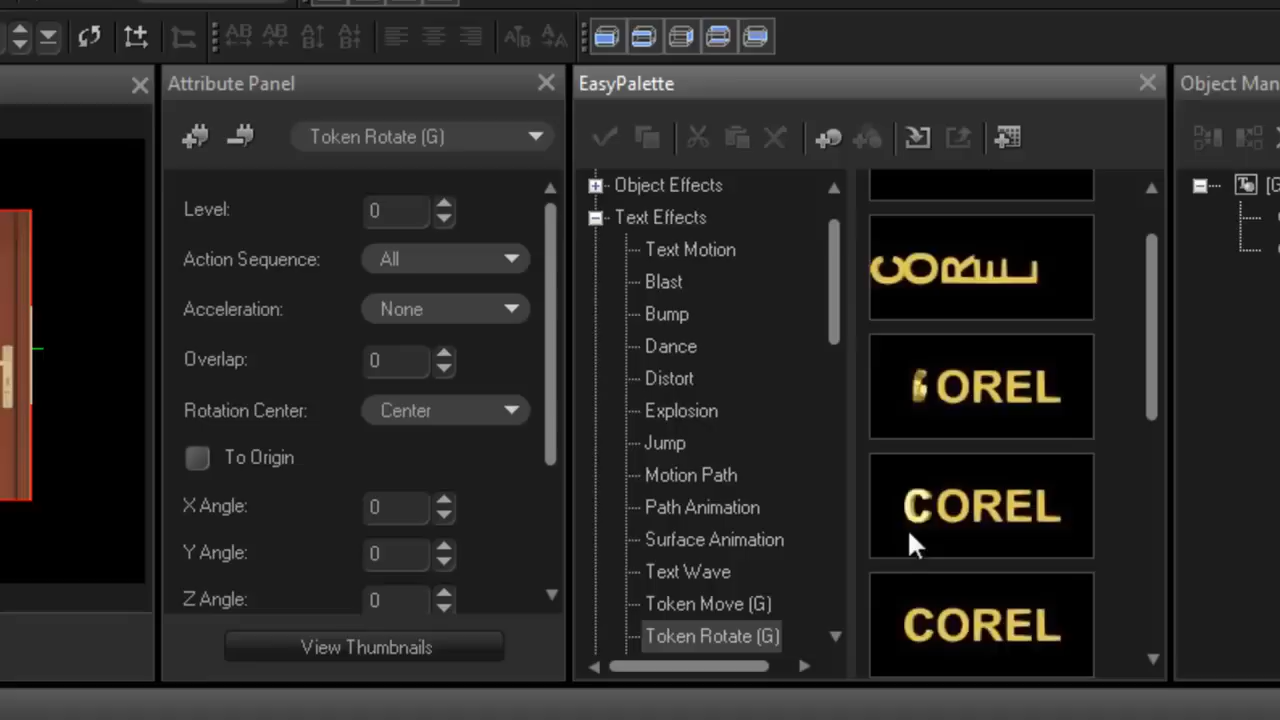 Attribute Panel
EasyPalette
Object Man
Token Rotate (G)
Level:
0
Action Sequence:
All
Acceleration:
None
Overlap:
0
Rotation Center:
Center
To Origin
X Angle:
0
Y Angle:
0
Z Angle:
0
View Thumbnails
Object Effects
Text Effects
Text Motion
Blast
Bump
Dance
Distort
Explosion
Jump
Motion Path
Path Animation
Surface Animation
Text Wave
Token Move (G)
Token Rotate (G)
COREL
OREL
COREL
COREL
[G